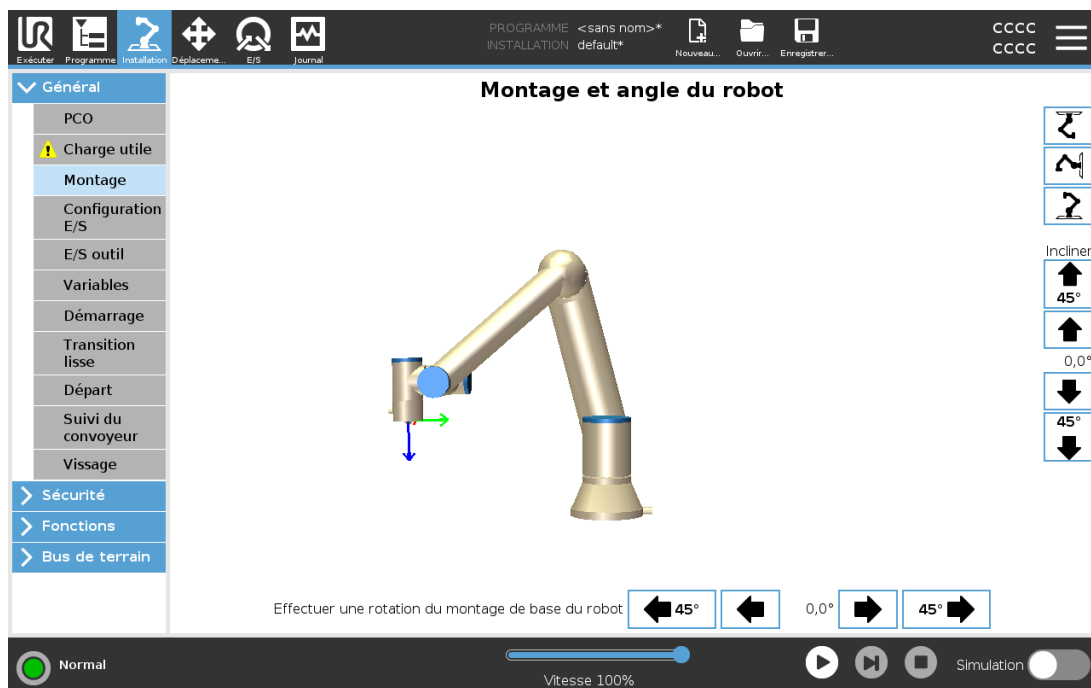 PROGRAMME <sans nom>*
INSTALLATION default*
CCCC
CCCC
UR
Exécuter Programme Installation Déplaceme... E/S Journal
Nouveau... Ouvrir... Enregistrer...
Général
PCO
Charge utile
Montage
Configuration
E/S
E/S outil
Variables
Démarrage
Transition
lisse
Départ
Suivi du
convoyeur
Vissage
Sécurité
Fonctions
Bus de terrain
Montage et angle du robot
Incliner
45°
0,0°
45°
Effectuer une rotation du montage de base du robot 45° 0,0° 45°
Normal
Vitesse 100%
Simulation